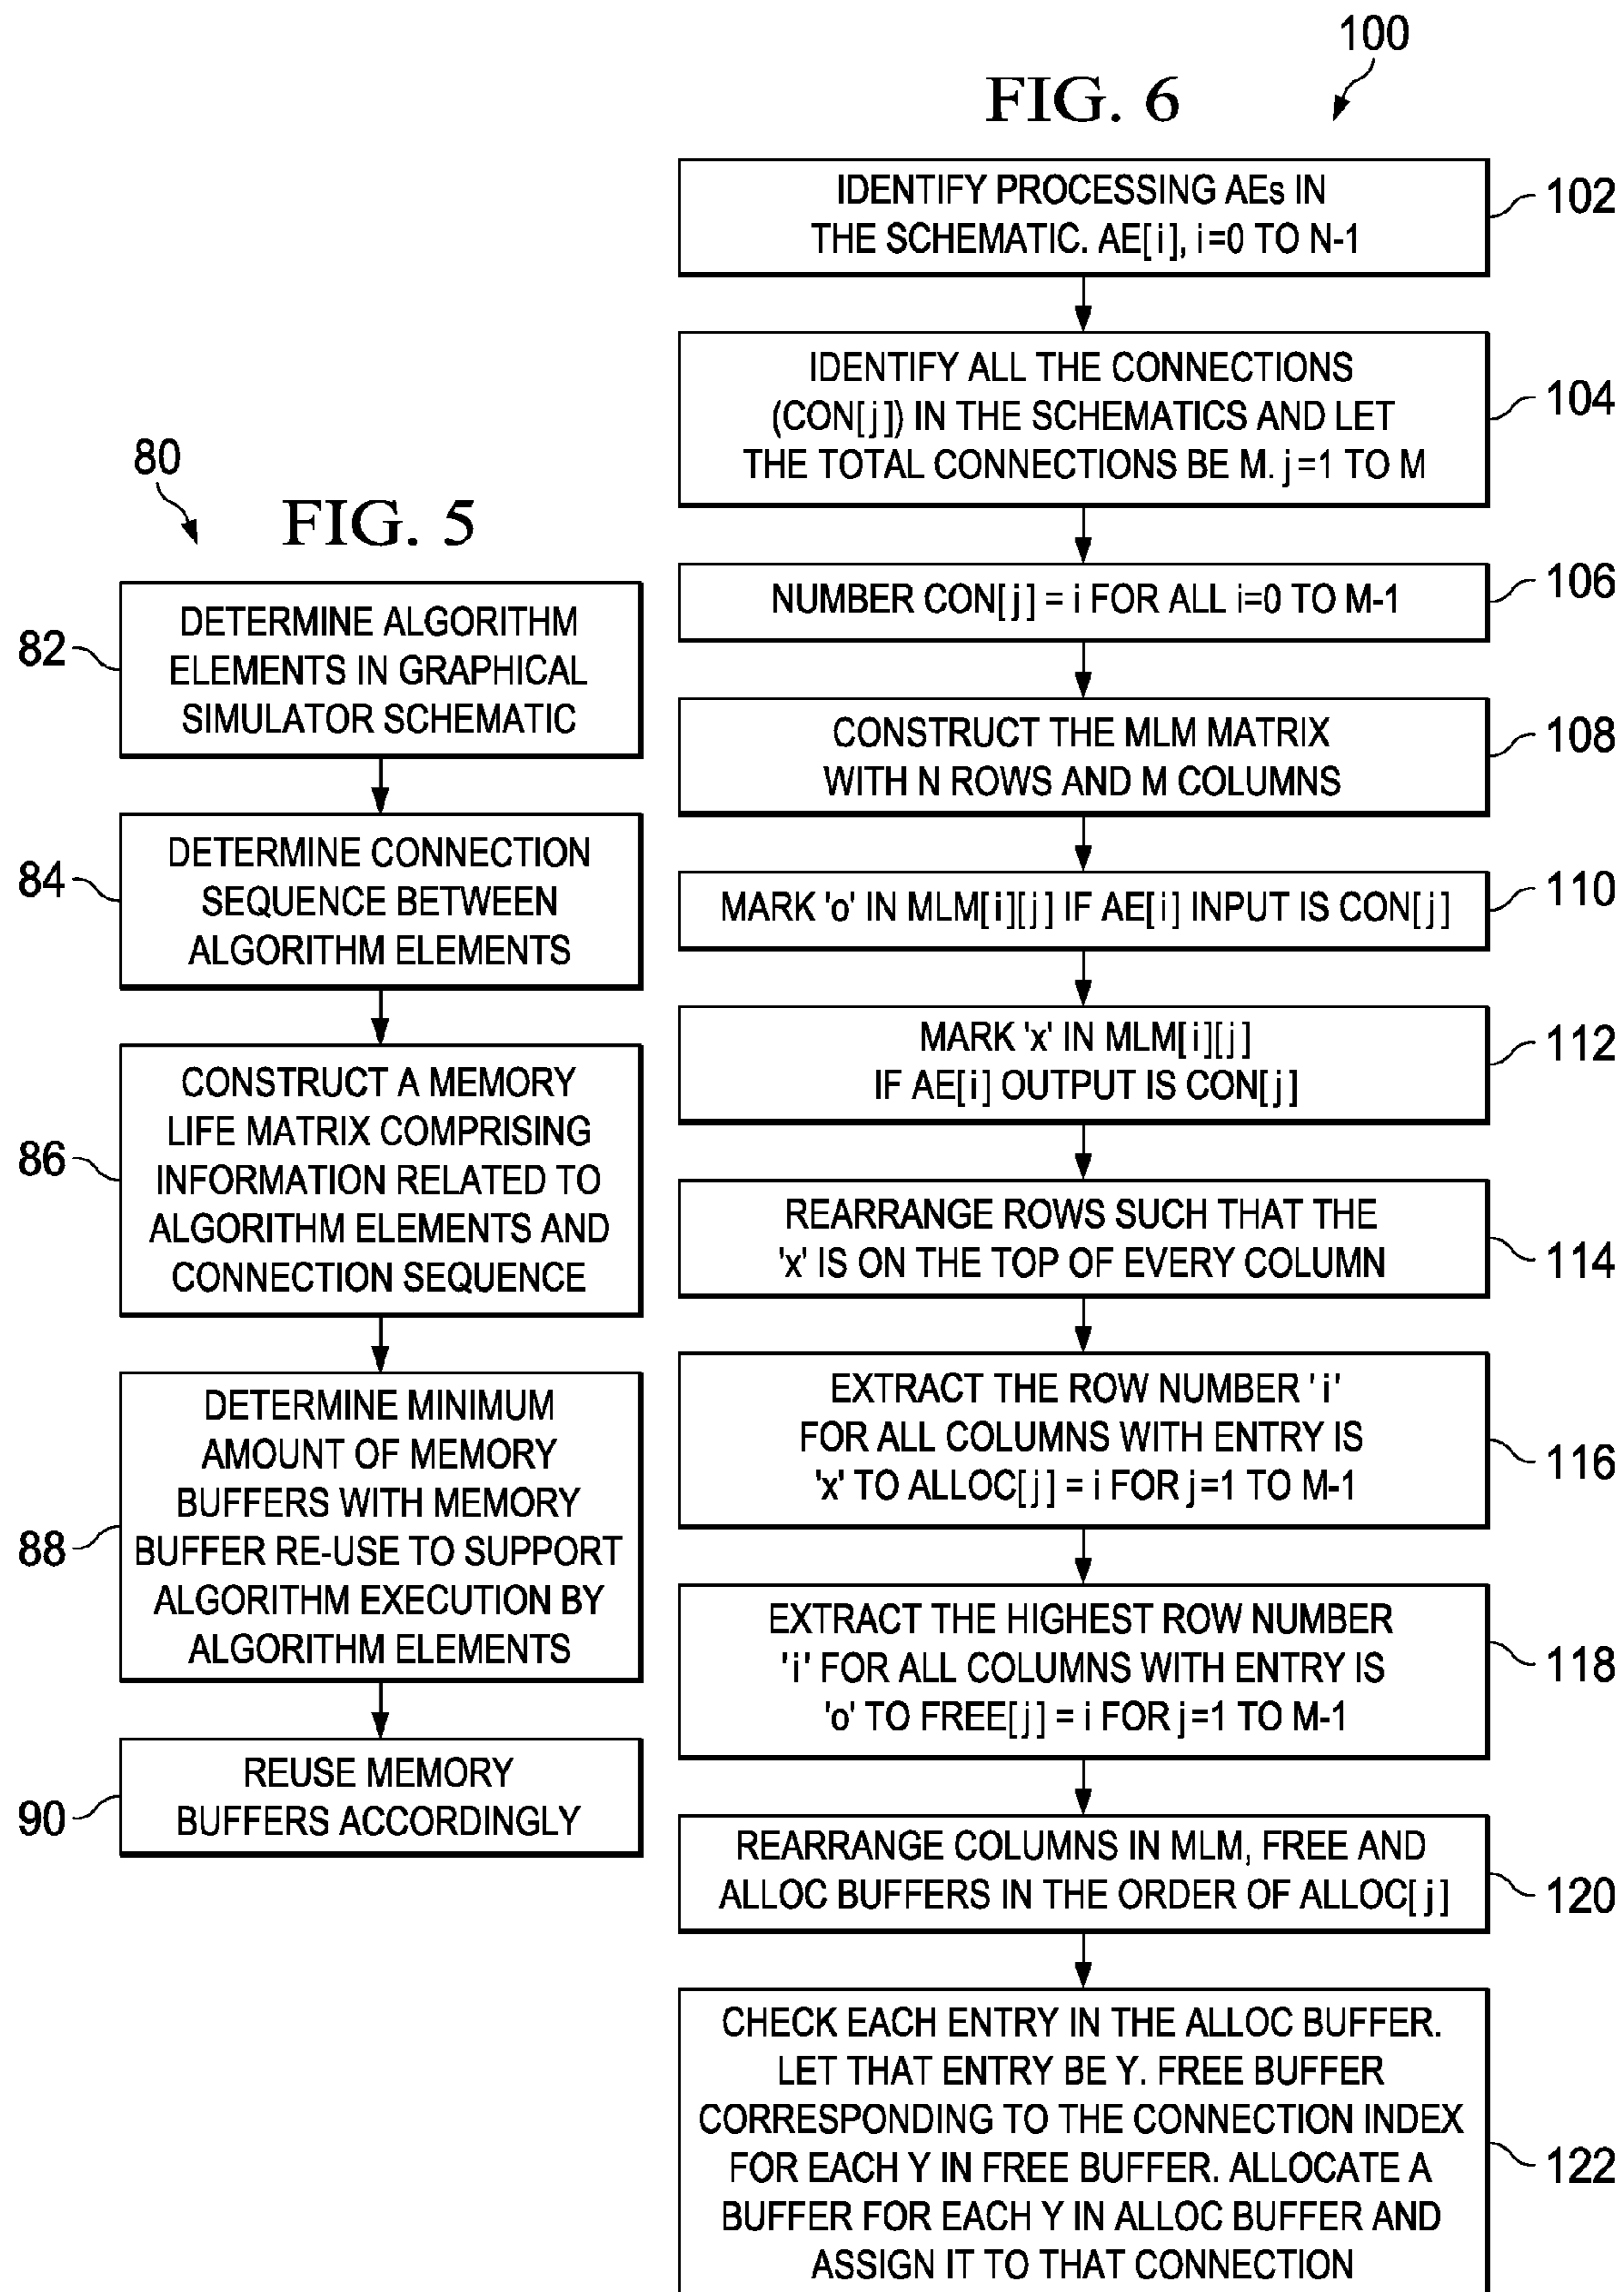 FIG. 5
80
82
DETERMINE ALGORITHM
ELEMENTS IN GRAPHICAL
SIMULATOR SCHEMATIC
84
DETERMINE CONNECTION
SEQUENCE BETWEEN
ALGORITHM ELEMENTS
86
CONSTRUCT A MEMORY
LIFE MATRIX COMPRISING
INFORMATION RELATED TO
ALGORITHM ELEMENTS AND
CONNECTION SEQUENCE
88
DETERMINE MINIMUM
AMOUNT OF MEMORY
BUFFERS WITH MEMORY
BUFFER RE-USE TO SUPPORT
ALGORITHM EXECUTION BY
ALGORITHM ELEMENTS
90
REUSE MEMORY
BUFFERS ACCORDINGLY
FIG. 6
100
IDENTIFY PROCESSING AEs IN
THE SCHEMATIC. AE[i], i=0 TO N-1
102
IDENTIFY ALL THE CONNECTIONS
(CON[j]) IN THE SCHEMATICS AND LET
THE TOTAL CONNECTIONS BE M. j=1 TO M
104
NUMBER CON[j] = i FOR ALL i=0 TO M-1
106
CONSTRUCT THE MLM MATRIX
WITH N ROWS AND M COLUMNS
108
MARK 'o' IN MLM[i][j] IF AE[i] INPUT IS CON[j]
110
MARK 'x' IN MLM[i][j]
IF AE[i] OUTPUT IS CON[j]
112
REARRANGE ROWS SUCH THAT THE
'x' IS ON THE TOP OF EVERY COLUMN
114
EXTRACT THE ROW NUMBER 'i'
FOR ALL COLUMNS WITH ENTRY IS
'x' TO ALLOC[j] = i FOR j=1 TO M-1
116
EXTRACT THE HIGHEST ROW NUMBER
'i' FOR ALL COLUMNS WITH ENTRY IS
'o' TO FREE[j] = i FOR j=1 TO M-1
118
REARRANGE COLUMNS IN MLM, FREE AND
ALLOC BUFFERS IN THE ORDER OF ALLOC[j]
120
CHECK EACH ENTRY IN THE ALLOC BUFFER.
LET THAT ENTRY BE Y. FREE BUFFER
CORRESPONDING TO THE CONNECTION INDEX
FOR EACH Y IN FREE BUFFER. ALLOCATE A
BUFFER FOR EACH Y IN ALLOC BUFFER AND
ASSIGN IT TO THAT CONNECTION
122